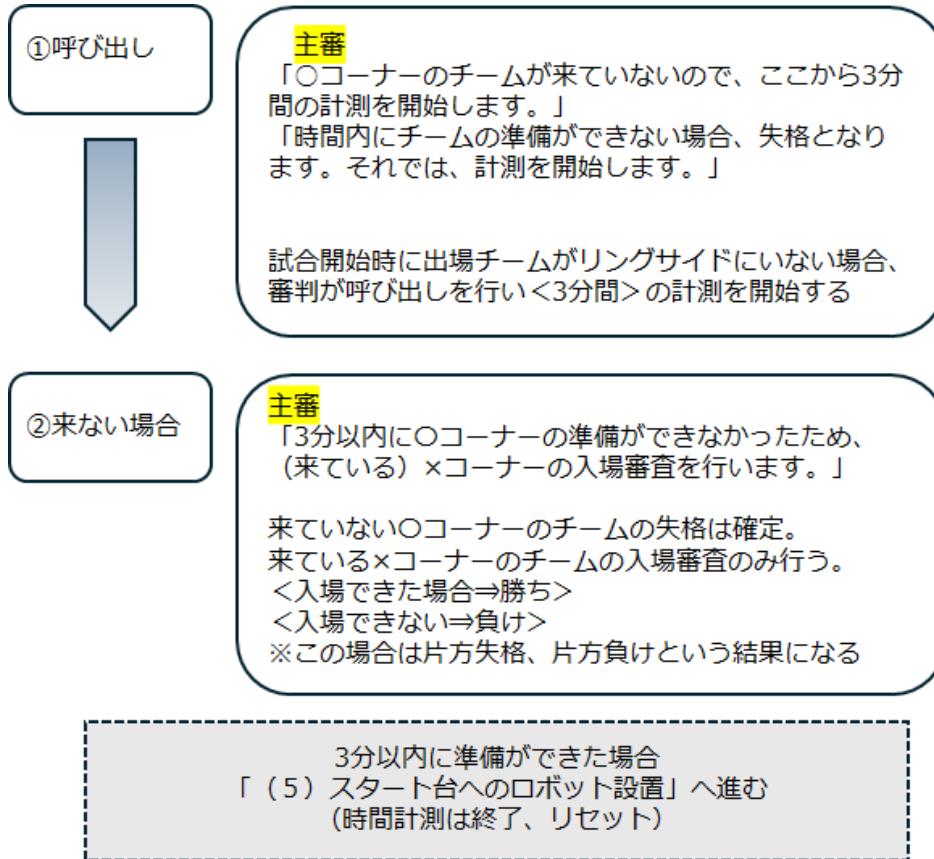 ①呼び出し
主審
「○コーナーのチームが来ていないので、ここから3分
間の計測を開始します。」
「時間内にチームの準備ができない場合、失格となり
ます。それでは、計測を開始します。」
試合開始時に出場チームがリングサイドにいない場合、
審判が呼び出しを行い<3分間>の計測を開始する
②来ない場合
主審
「3分以内に〇コーナーの準備ができなかったため、
（来ている）×コーナーの入場審査を行います。」
来ていない〇コーナーのチームの失格は確定。
来ている×コーナーのチームの入場審査のみ行う。
<入場できた場合⇒勝ち>
<入場できない⇒負け>
※この場合は片方失格、片方負けという結果になる
3分以内に準備ができた場合
「（５）スタート台へのロボット設置」へ進む
(時間計測は終了、リセット）